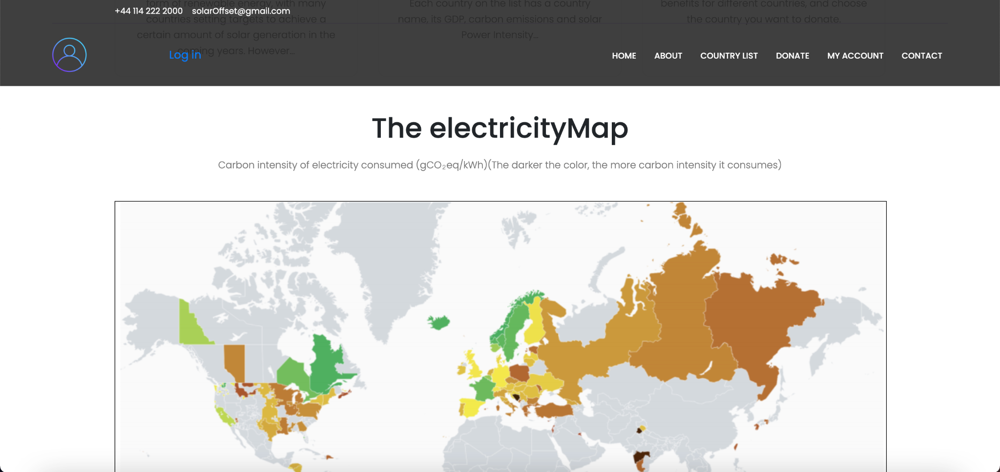 form of renewable energy, with many
countries setting targets to achieve a
certain amount of solar generation in the
coming years. However...
Each country on the list has a country
name, its GDP, carbon emissions and solar
Power Intensity...
benefits for different countries, and choose
the country you want to donate.
+44 114 222 2000 solarOffset@gmail.com
Log in
HOME ABOUT COUNTRY LIST DONATE MY ACCOUNT CONTACT
The electricityMap
Carbon intensity of electricity consumed (gCO₂eq/kWh)(The darker the color, the more carbon intensity it consumes)